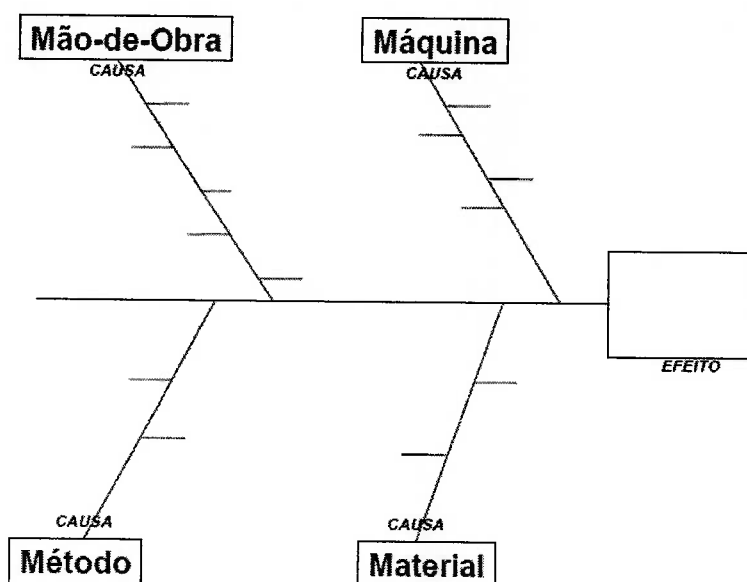 Mão-de-Obra
CAUSA
Máquina
CAUSA
EFEITO
CAUSA
Método
CAUSA
Material